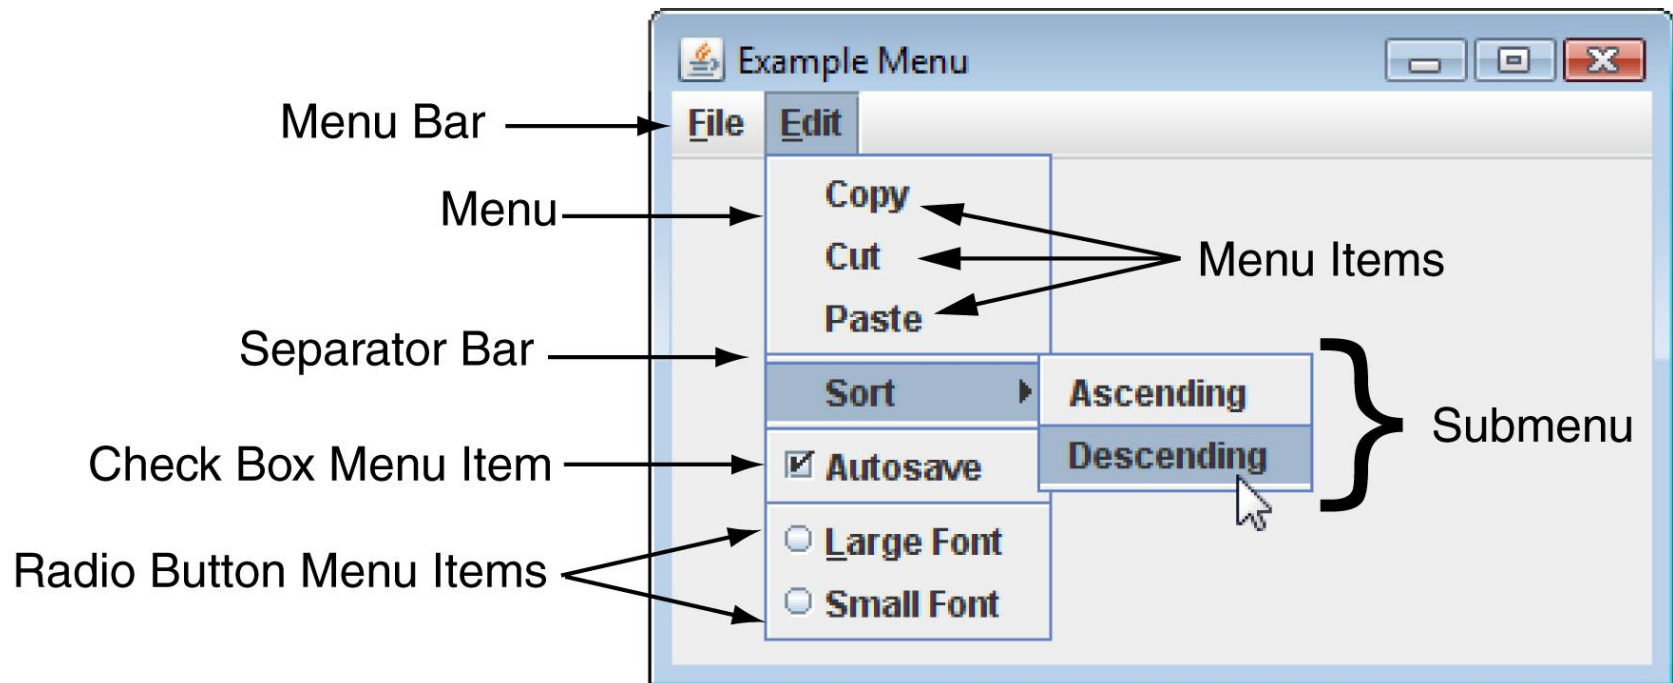 Example Menu
Menu Bar
File Edit
Menu
Copy
Cut
Menu Items
Paste
Separator Bar
Sort
Ascending
Submenu
Descending
Check Box Menu Item
Autosave
Radio Button Menu Items
Large Font
Small Font